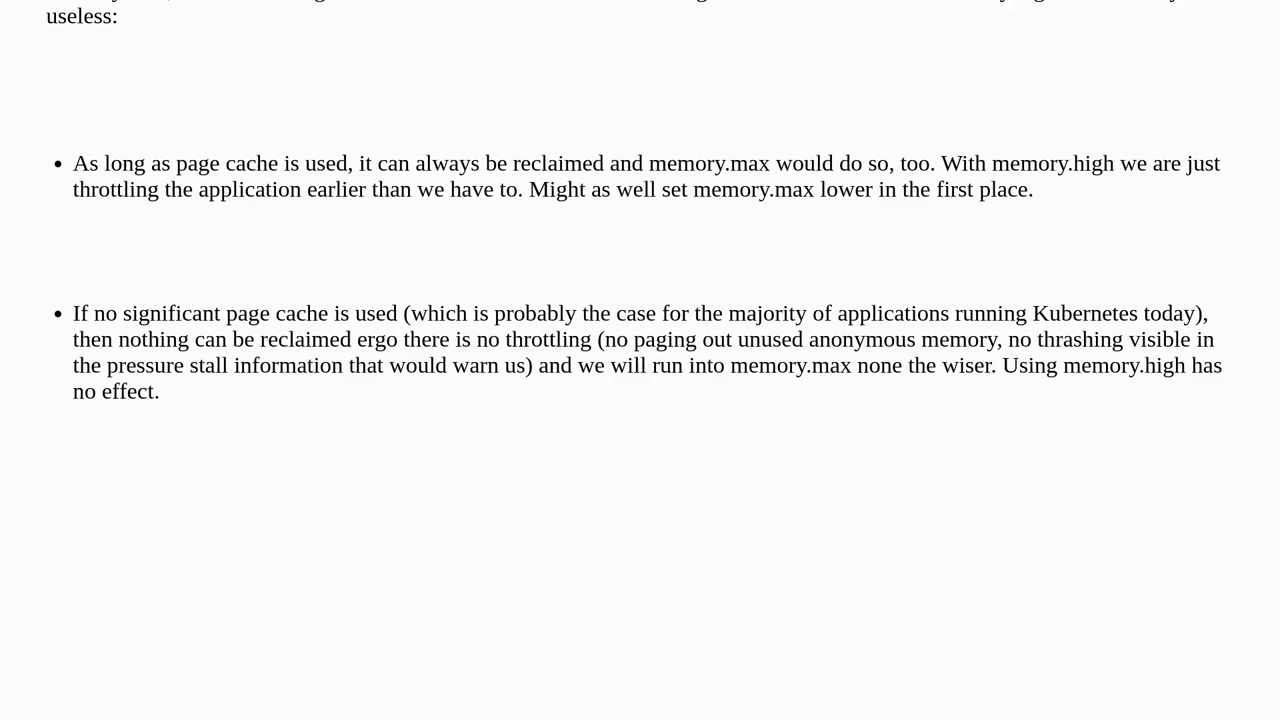 useless:
• As long as page cache is used, it can always be reclaimed and memory.max would do so, too. With memory.high we are just
throttling the application earlier than we have to. Might as well set memory.max lower in the first place.
• If no significant page cache is used (which is probably the case for the majority of applications running Kubernetes today),
then nothing can be reclaimed ergo there is no throttling (no paging out unused anonymous memory, no thrashing visible in
the pressure stall information that would warn us) and we will run into memory.max none the wiser. Using memory.high has
no effect.